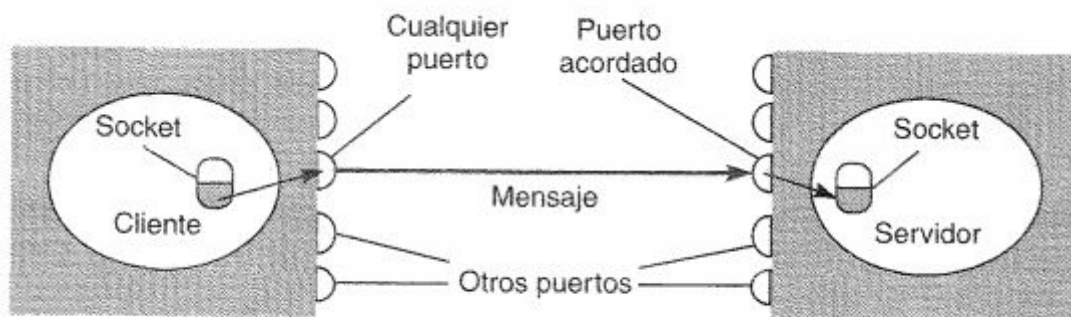 Cualquier
puerto
Puerto
acordado
Socket
Socket
Mensaje
Cliente
Servidor
Otros puertos